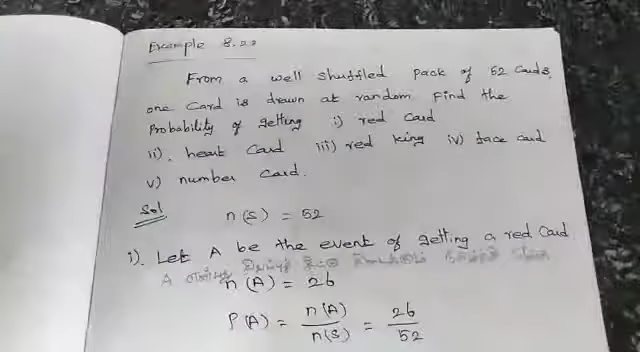 Example 8.22
From a well shuffled pack of 52 cards,
one card is drawn at random. Find the
Probability of getting i) red card
ii). heart card iii) red king iv) face card
v) number card.
Sol
n(S) = 52
i). Let A be the event of getting a red card
A என்பது
n(A) = 26
P(A) = n(A)/n(S) = 26/52